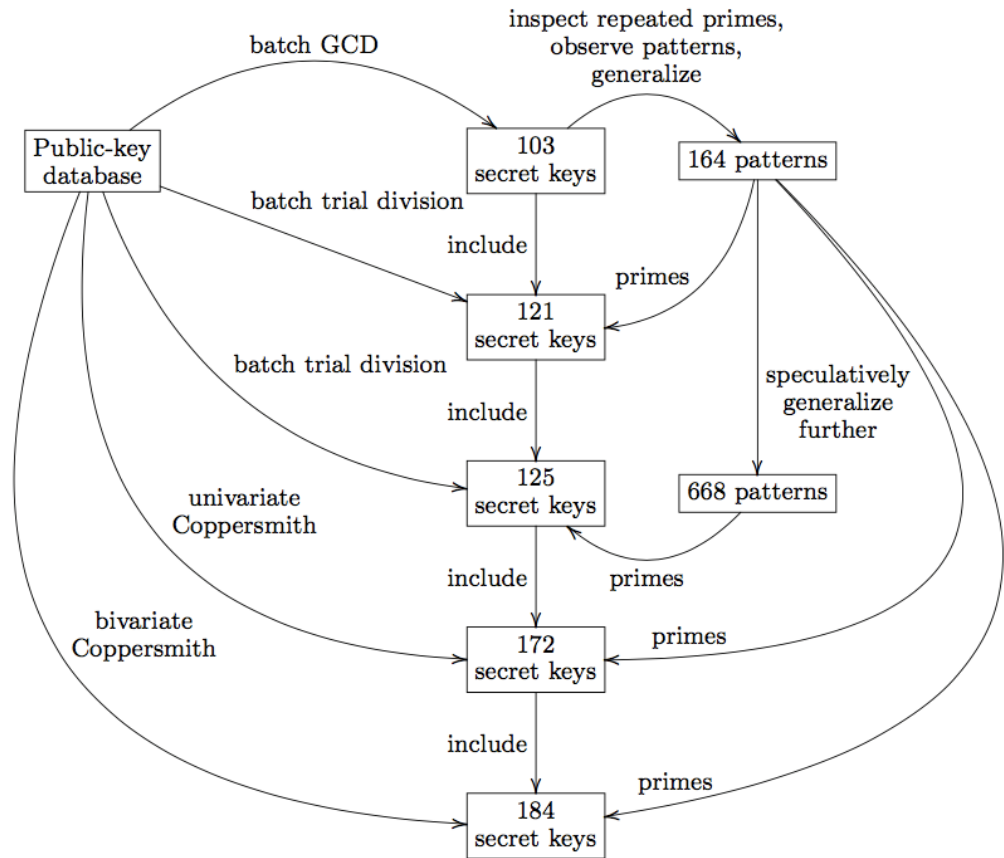 inspect repeated primes,
observe patterns,
generalize
batch GCD
Public-key
database
103
secret keys
164 patterns
batch trial division
include
primes
121
secret keys
batch trial division
include
speculatively
generalize
further
125
secret keys
668 patterns
univariate
Coppersmith
include
primes
bivariate
Coppersmith
172
secret keys
primes
include
primes
184
secret keys